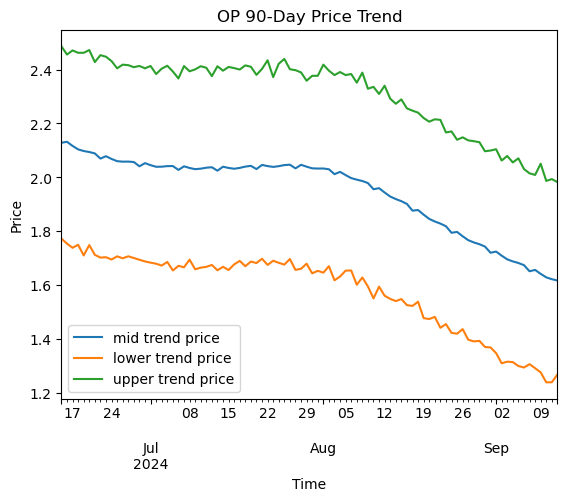 OP 90-Day Price Trend
Price
2.4
2.2
2.0
1.8
1.6
1.4
1.2
mid trend price
lower trend price
upper trend price
17 24 08 15 22 29 05 12 19 26 02 09
Jul Aug Sep
2024
Time